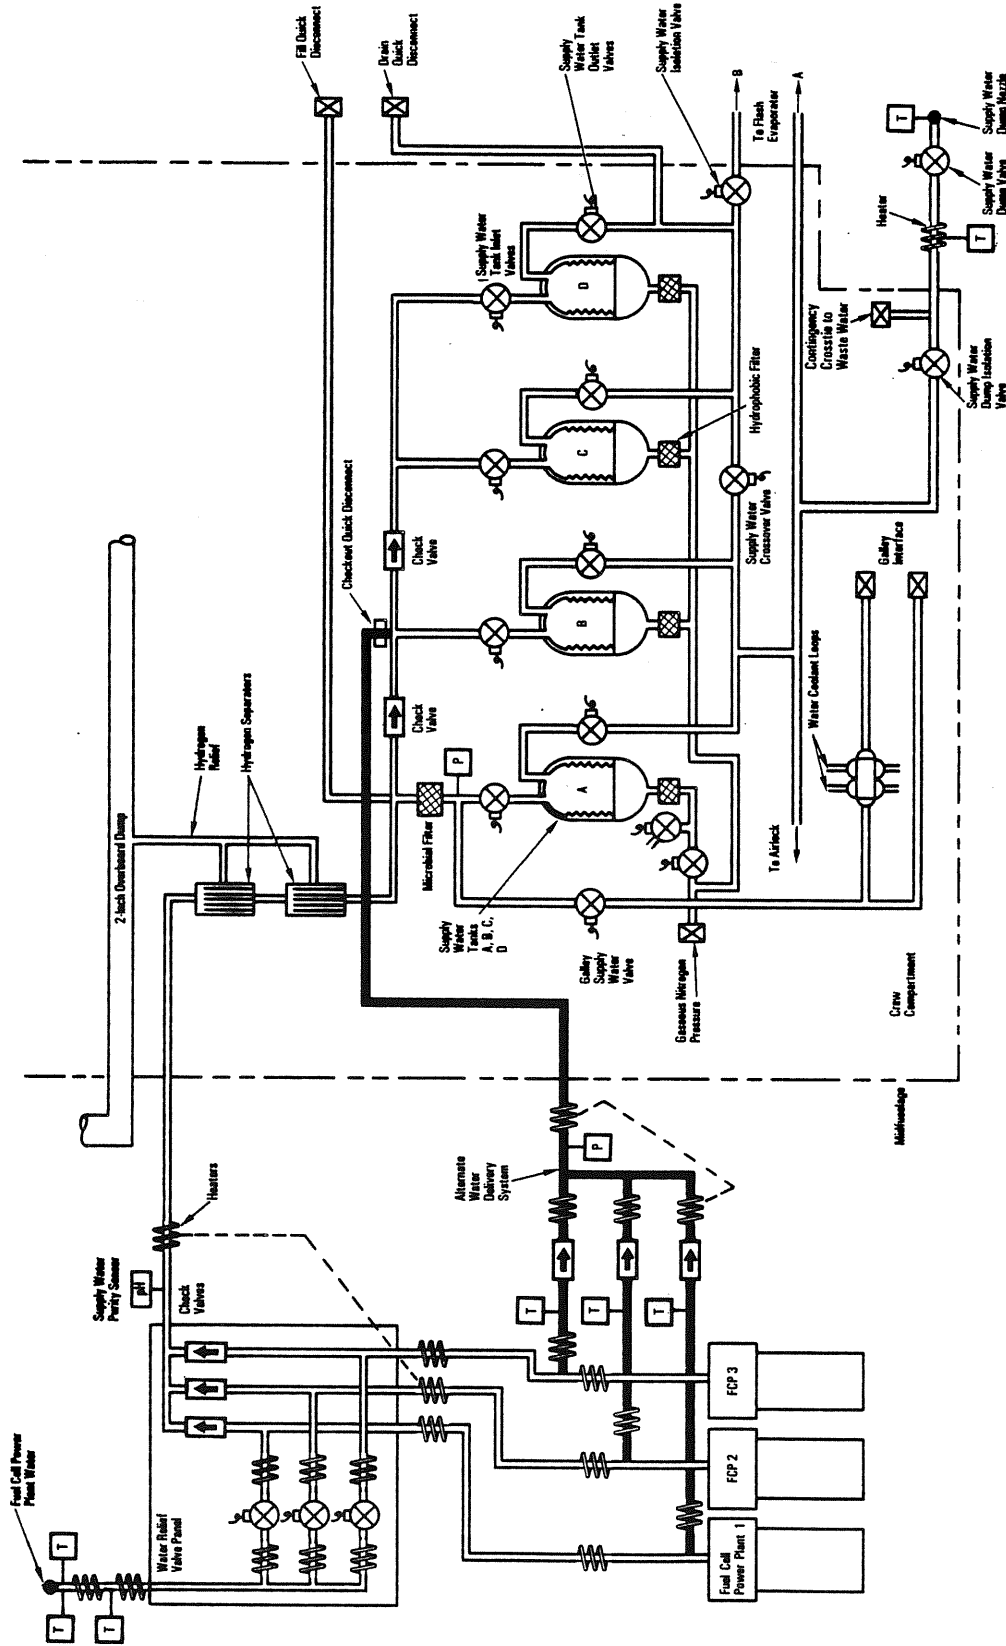 Fuel Cell Power
Plant Water
T
T
T
Water Relief
Valve Panel
Supply Water
Purity Sensor
pH
Check
Valves
Heaters
2-Inch Overboard Dump
Hydrogen
Relief
Hydrogen Separators
Fill Quick
Disconnect
Drain
Quick
Disconnect
Checkout Quick Disconnect
Check
Valve
Check
Valve
Microbial Filter
P
Supply Water
Tank Inlet
Valves
Supply
Water Tank
Outlet
Valves
Supply Water
Isolation Valve
Supply
Water
Tanks
A, B, C,
D
A
B
C
D
Galley
Supply
Water
Valve
Gaseous Nitrogen
Pressure
Hydrophobic Filter
Supply Water
Crossover Valve
To Flash
Evaporator
B
A
To Airlock
Alternate
Water
Delivery
System
P
T
T
T
Fuel Cell
Power Plant 1
FCP 2
FCP 3
Water Coolant Loops
Galley
Interface
Contingency
Crosstie to
Waste Water
Heater
T
T
Supply Water
Dump Isolation
Valve
Supply Water
Dump Valve
Supply Water
Dump Nozzle
Crew
Compartment
Midfuselage